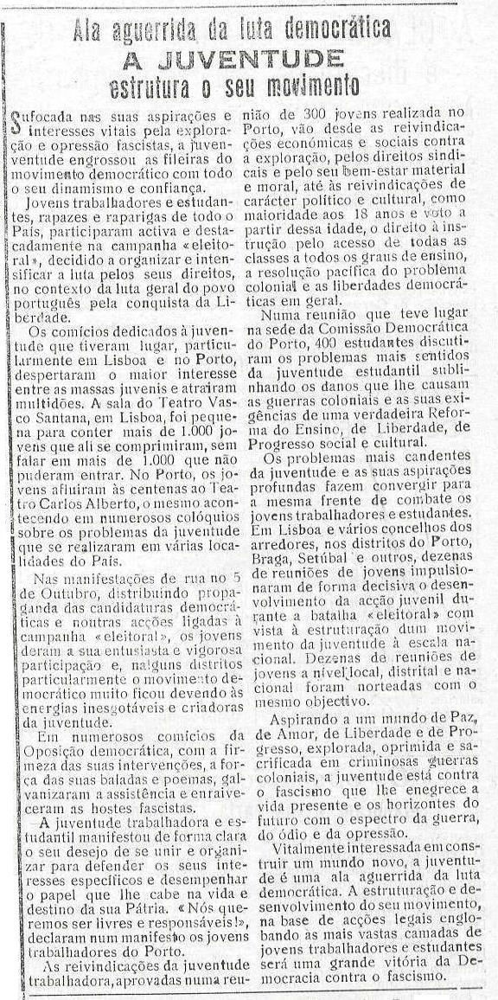 Ala aguerrida da luta democrática
A JUVENTUDE
estrutura o seu movimento
Sufocada nas suas aspirações e
interesses vitais pela explora-
ção e opressão fascistas, a juven-
ventude engrossou as fileiras do
movimento democrático com todo
o seu dinamismo e confiança.
Jovens trabalhadores e estudan-
tes, rapazes e raparigas de todo o
País, participaram activa e desta-
cadamente na campanha «eleito-
ral», decidido a organizar e inten-
sificar a luta pelos seus direitos,
no contexto da luta geral do povo
português pela conquista da Li-
berdade.
Os comícios dedicados à juven-
tude que tiveram lugar, particu-
larmente em Lisboa e no Porto,
despertaram o maior interesse
entre as massas juvenis e atraíram
multidões. A sala do Teatro Vas-
co Santana, em Lisboa, foi peque-
na para conter mais de 1.000 jo-
vens que ali se comprimiram, sem
falar em mais de 1.000 que não
puderam entrar. No Porto, os jo-
vens afluiram às centenas ao Tea-
tro Carlos Alberto, o mesmo acon-
tecendo em numerosos colóquios
sobre os problemas da juventude
que se realizaram em várias loca-
lidades do País.
Nas manifestações de rua no 5
de Outubro, distribuindo propa-
ganda das candidaturas democrá-
ticas e noutras acções ligadas à
campanha «eleitoral», os jovens
deram a sua entusiasta e vigorosa
participação e, nalguns distritos
particularmente o movimento de-
mocrático muito ficou devendo às
energias inesgotáveis e criadoras
da juventude.
Em numerosos comícios da
Oposição democrática, com a fir-
meza das suas intervenções, a for-
ça das suas baladas e poemas, gal-
vanizaram a assistência e enraive-
ceram as hostes fascistas.
A juventude trabalhadora e es-
tudantil manifestou de forma clara
o seu desejo de se unir e organi-
zar para defender os seus inte-
resses específicos e desempenhar
o papel que lhe cabe na vida e
destino da sua Pátria. «Nós que-
remos ser livres e responsáveis!»,
declaram num manifesto os jovens
trabalhadores do Porto.
As reivindicações da juventude
trabalhadora, aprovadas numa reu-
nião de 300 jovens realizada no
Porto, vão desde as reivindica-
ções económicas e sociais contra
a exploração, pelos direitos sindi-
cais e pelo seu bem-estar material
e moral, até às reivindicações de
carácter político e cultural, como
maioridade aos 18 anos e voto a
partir dessa idade, o direito à ins-
trução pelo acesso de todas as
classes a todos os graus de ensino,
a resolução pacífica do problema
colonial e as liberdades democrá-
ticas em geral.
Numa reunião que teve lugar
na sede da Comissão Democrática
do Porto, 400 estudantes discuti-
ram os problemas mais sentidos
da juventude estudantil subli-
nhando os danos que lhe causam
as guerras coloniais e as suas exi-
gências de uma verdadeira Refor-
ma do Ensino, de Liberdade, de
Progresso social e cultural.
Os problemas mais candentes
da juventude e as suas aspirações
profundas fazem convergir para
a mesma frente de combate os
jovens trabalhadores e estudantes.
Em Lisboa e vários concelhos dos
arredores, nos distritos do Porto,
Braga, Setúbal e outros, dezenas
de reuniões de jovens impulsio-
naram de forma decisiva o desen-
volvimento da acção juvenil du-
rante a batalha «eleitoral» com
vista à estruturação dum movi-
mento da juventude à escala na-
cional. Dezenas de reuniões de
jovens a nível local, distrital e na-
cional foram norteadas com o
mesmo objectivo.
Aspirando a um mundo de Paz,
de Amor, de Liberdade e de Pro-
gresso, explorada, oprimida e sa-
crificada em criminosas guerras
coloniais, a juventude está contra
o fascismo que lhe enegrece a
vida presente e os horizontes do
futuro com o espectro da guerra,
do ódio e da opressão.
Vitalmente interessada em cons-
truir um mundo novo, a juventu-
de é uma ala aguerrida da luta
democrática. A estruturação e de-
senvolvimento do seu movimento,
na base de acções legais englo-
bando as mais vastas camadas de
jovens trabalhadores e estudantes
será uma grande vitória da De-
mocracia contra o fascismo.